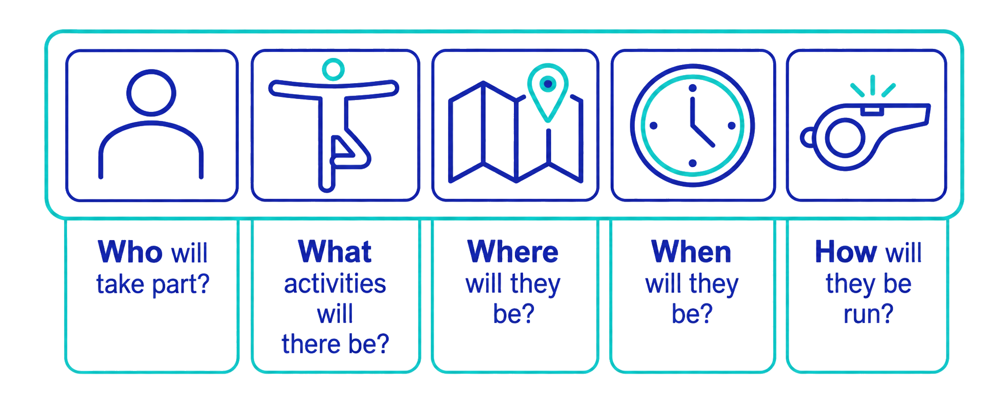 Who will
take part?
What
activities
will
there be?
Where
will they
be?
When
will they
be?
How will
they be
run?